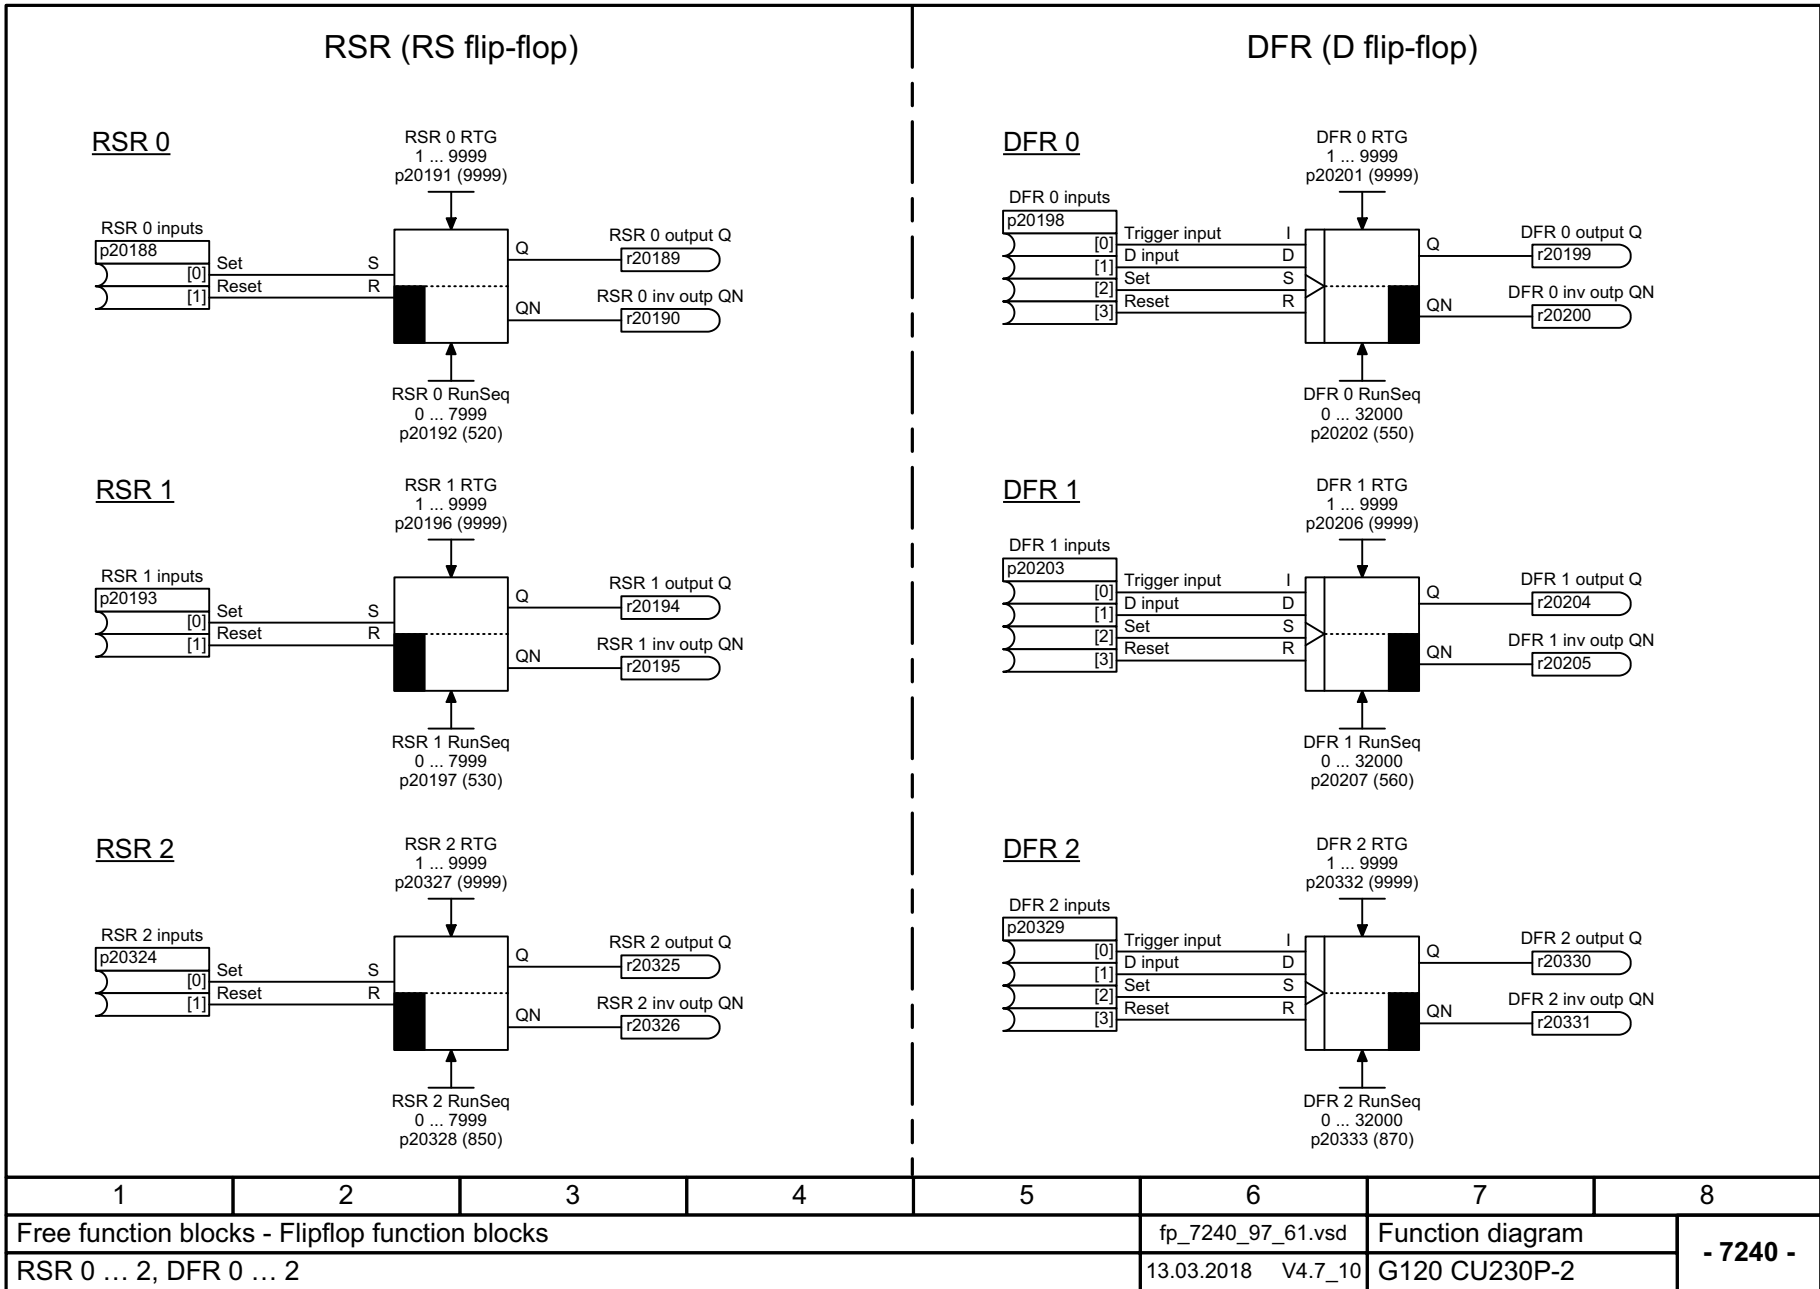 RSR (RS flip-flop)
RSR 0
RSR 0 RTG
1 ... 9999
p20191 (9999)
RSR 0 inputs
p20188
[0]
[1]
Set
Reset
S
R
Q
QN
RSR 0 output Q
r20189
RSR 0 inv outp QN
r20190
RSR 0 RunSeq
0 ... 7999
p20192 (520)
RSR 1
RSR 1 RTG
1 ... 9999
p20196 (9999)
RSR 1 inputs
p20193
[0]
[1]
Set
Reset
S
R
Q
QN
RSR 1 output Q
r20194
RSR 1 inv outp QN
r20195
RSR 1 RunSeq
0 ... 7999
p20197 (530)
RSR 2
RSR 2 RTG
1 ... 9999
p20327 (9999)
RSR 2 inputs
p20324
[0]
[1]
Set
Reset
S
R
Q
QN
RSR 2 output Q
r20325
RSR 2 inv outp QN
r20326
RSR 2 RunSeq
0 ... 7999
p20328 (850)
DFR (D flip-flop)
DFR 0
DFR 0 RTG
1 ... 9999
p20201 (9999)
DFR 0 inputs
p20198
[0]
[1]
[2]
[3]
Trigger input
D input
Set
Reset
I
D
S
R
Q
QN
DFR 0 output Q
r20199
DFR 0 inv outp QN
r20200
DFR 0 RunSeq
0 ... 32000
p20202 (550)
DFR 1
DFR 1 RTG
1 ... 9999
p20206 (9999)
DFR 1 inputs
p20203
[0]
[1]
[2]
[3]
Trigger input
D input
Set
Reset
I
D
S
R
Q
QN
DFR 1 output Q
r20204
DFR 1 inv outp QN
r20205
DFR 1 RunSeq
0 ... 32000
p20207 (560)
DFR 2
DFR 2 RTG
1 ... 9999
p20332 (9999)
DFR 2 inputs
p20329
[0]
[1]
[2]
[3]
Trigger input
D input
Set
Reset
I
D
S
R
Q
QN
DFR 2 output Q
r20330
DFR 2 inv outp QN
r20331
DFR 2 RunSeq
0 ... 32000
p20333 (870)
1 2 3 4 5 6 7 8
Free function blocks - Flipflop function blocks
fp_7240_97_61.vsd
Function diagram
- 7240 -
RSR 0 … 2, DFR 0 … 2
13.03.2018 V4.7_10
G120 CU230P-2